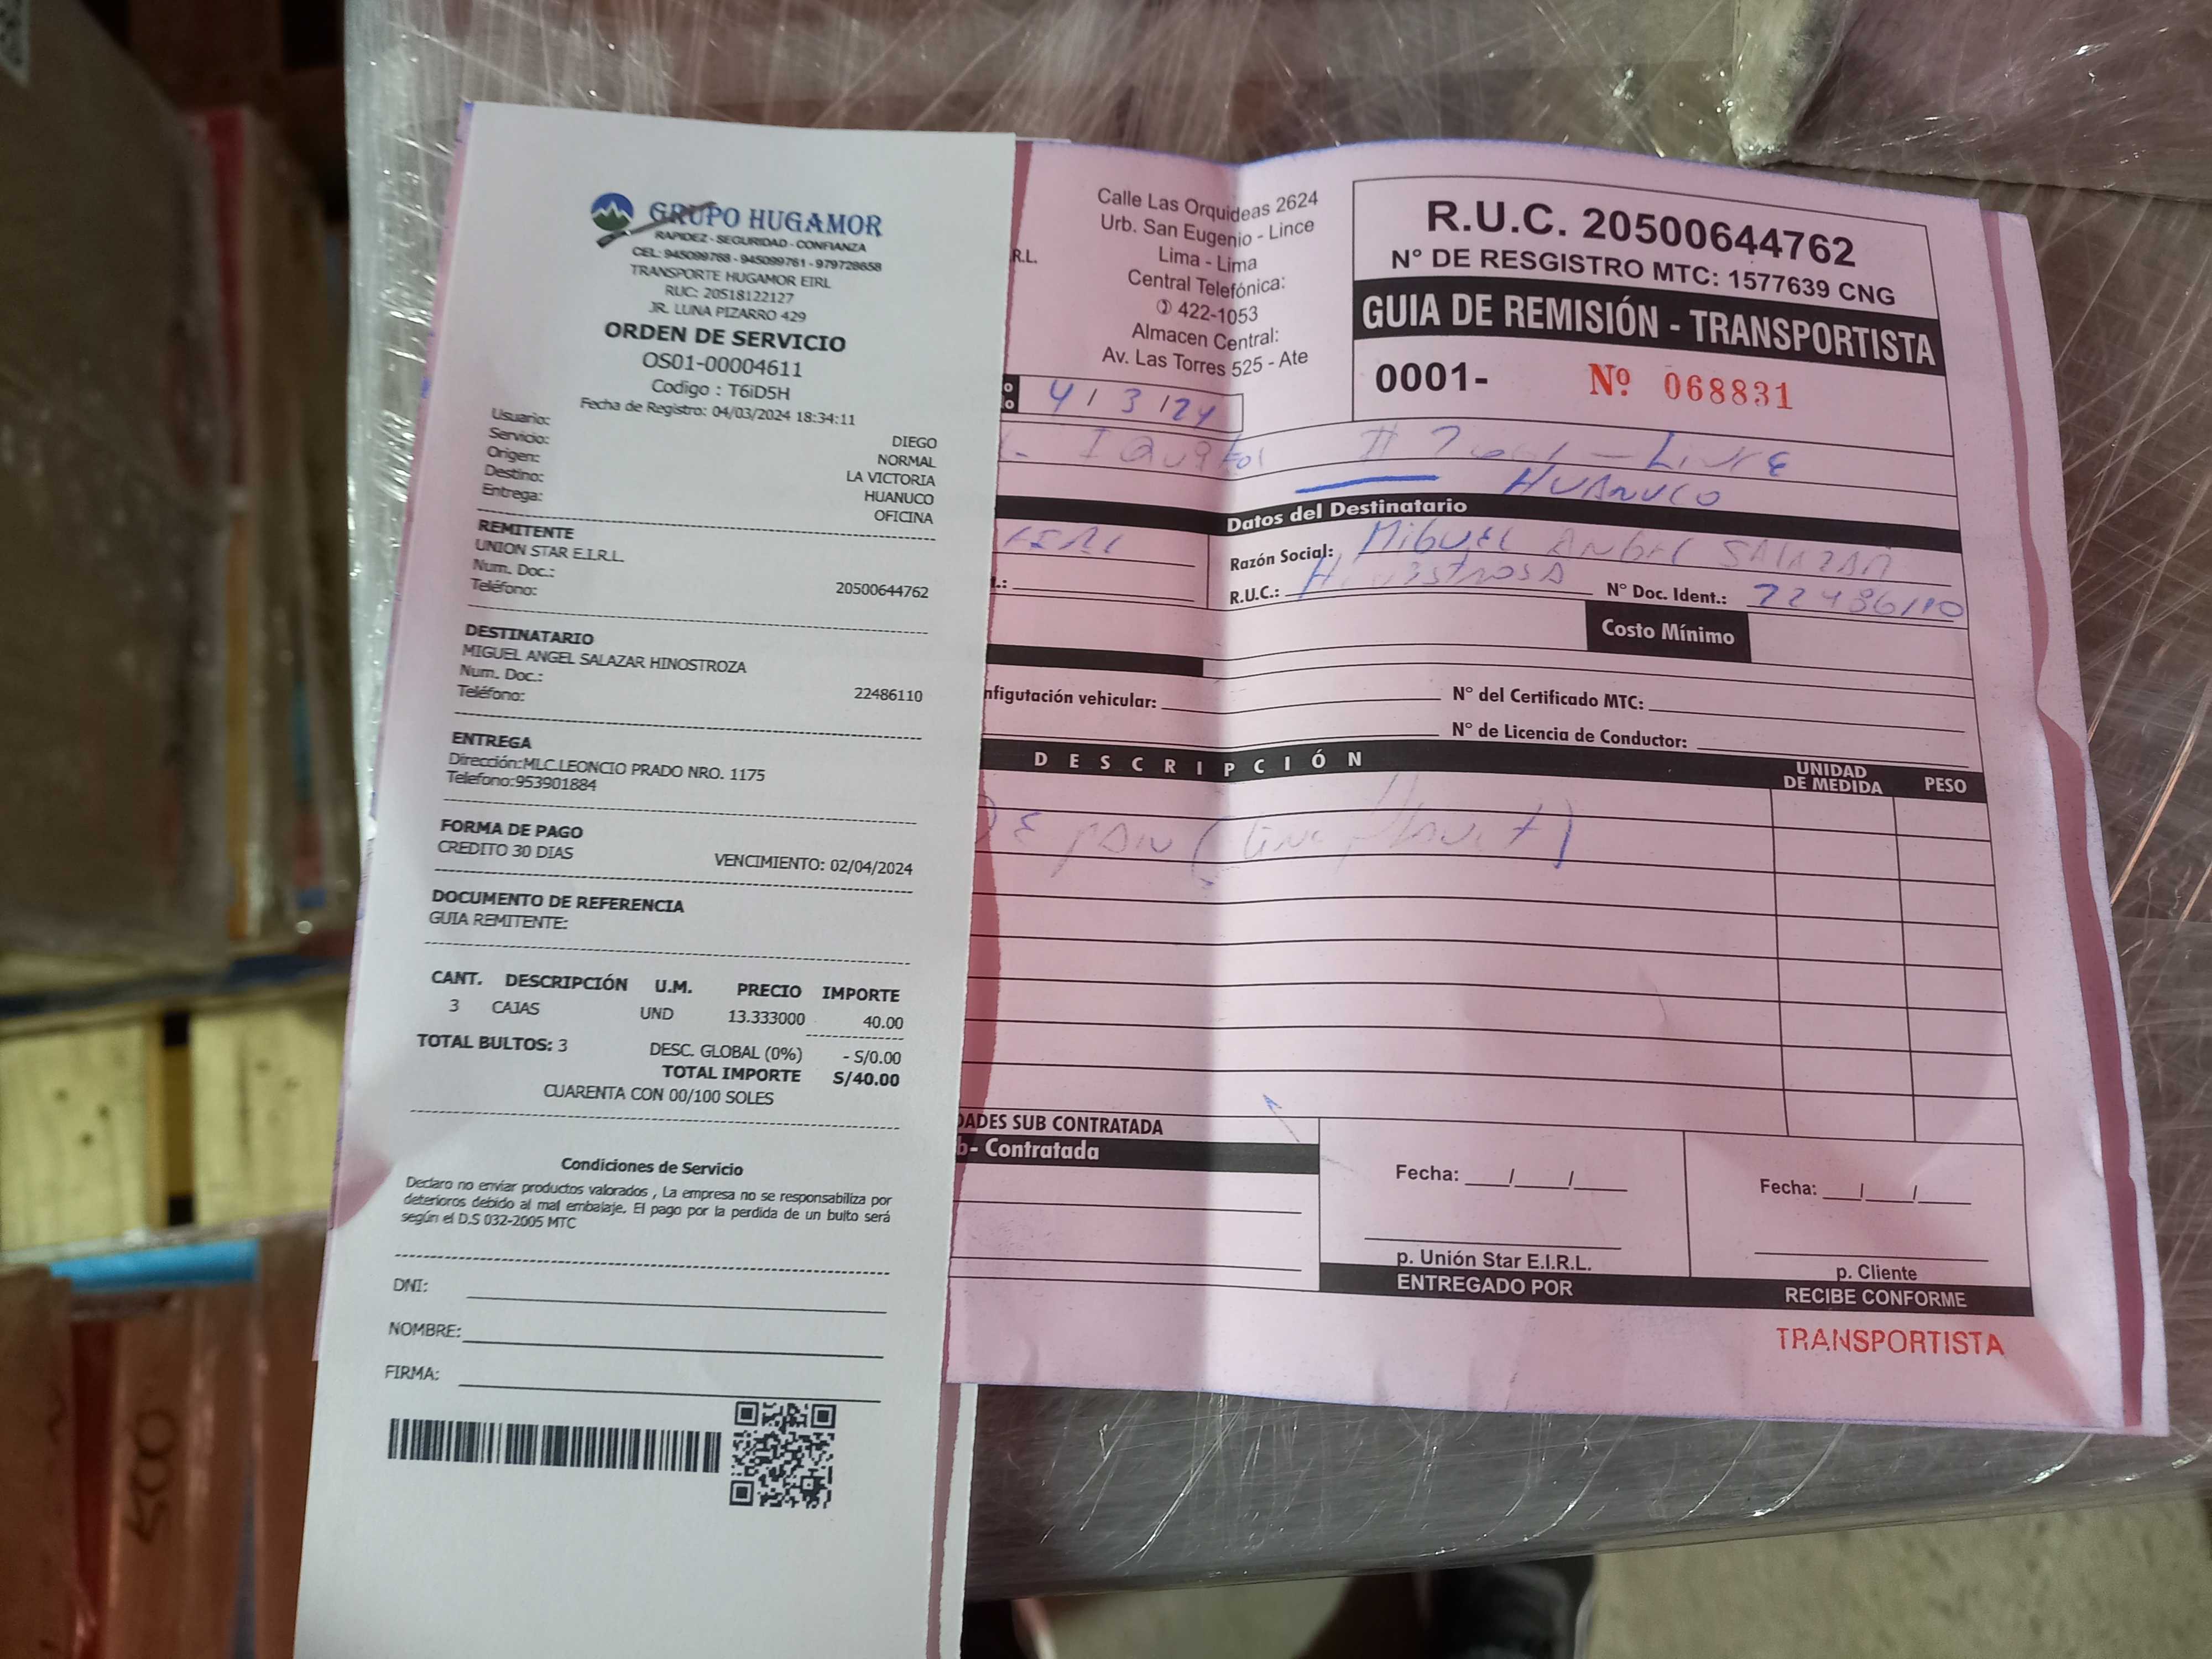 GRUPO HUGAMOR
RAPIDEZ - SEGURIDAD - CONFIANZA
CEL: 945099768 - 945099761 - 979728658
TRANSPORTE HUGAMOR EIRL
RUC: 20518122127
JR. LUNA PIZARRO 429
ORDEN DE SERVICIO
OS01-00004611
Codigo : T6iD5H
Fecha de Registro: 04/03/2024 18:34:11
Usuario: DIEGO
Servicio: NORMAL
Origen: LA VICTORIA
Destino: HUANUCO
Entrega: OFICINA
REMITENTE
UNION STAR E.I.R.L.
Num. Doc.: 20500644762
Teléfono:
DESTINATARIO
MIGUEL ANGEL SALAZAR HINOSTROZA
Num. Doc.: 22486110
Teléfono:
ENTREGA
Dirección:MLC.LEONCIO PRADO NRO. 1175
Telefono:953901884
FORMA DE PAGO
CREDITO 30 DIAS VENCIMIENTO: 02/04/2024
DOCUMENTO DE REFERENCIA
GUIA REMITENTE:
CANT. DESCRIPCIÓN U.M. PRECIO IMPORTE
3 CAJAS UND 13.333000 40.00
TOTAL BULTOS: 3 DESC. GLOBAL (0%) - S/0.00
TOTAL IMPORTE S/40.00
CUARENTA CON 00/100 SOLES
Condiciones de Servicio
Declaro no enviar productos valorados , La empresa no se responsabiliza por
deterioros debido al mal embalaje. El pago por la perdida de un bulto será
según el D.S 032-2005 MTC
DNI:
NOMBRE:
FIRMA:
R.L.
Calle Las Orquideas 2624
Urb. San Eugenio - Lince
Lima - Lima
Central Telefónica:
422-1053
Almacen Central:
Av. Las Torres 525 - Ate
R.U.C. 20500644762
N° DE RESGISTRO MTC: 1577639 CNG
GUIA DE REMISIÓN - TRANSPORTISTA
0001- Nº 068831
4 / 3 / 24
HUANUCO
Datos del Destinatario
Razón Social: MIGUEL ANGEL SALAZAR
R.U.C.: N° Doc. Ident.: 22486110
Costo Mínimo
nfigutación vehicular: N° del Certificado MTC:
N° de Licencia de Conductor:
DESCRIPCIÓN UNIDAD DE MEDIDA PESO
DADES SUB CONTRATADA
b- Contratada
Fecha: / /
p. Unión Star E.I.R.L.
ENTREGADO POR
Fecha: / /
p. Cliente
RECIBE CONFORME
TRANSPORTISTA
500